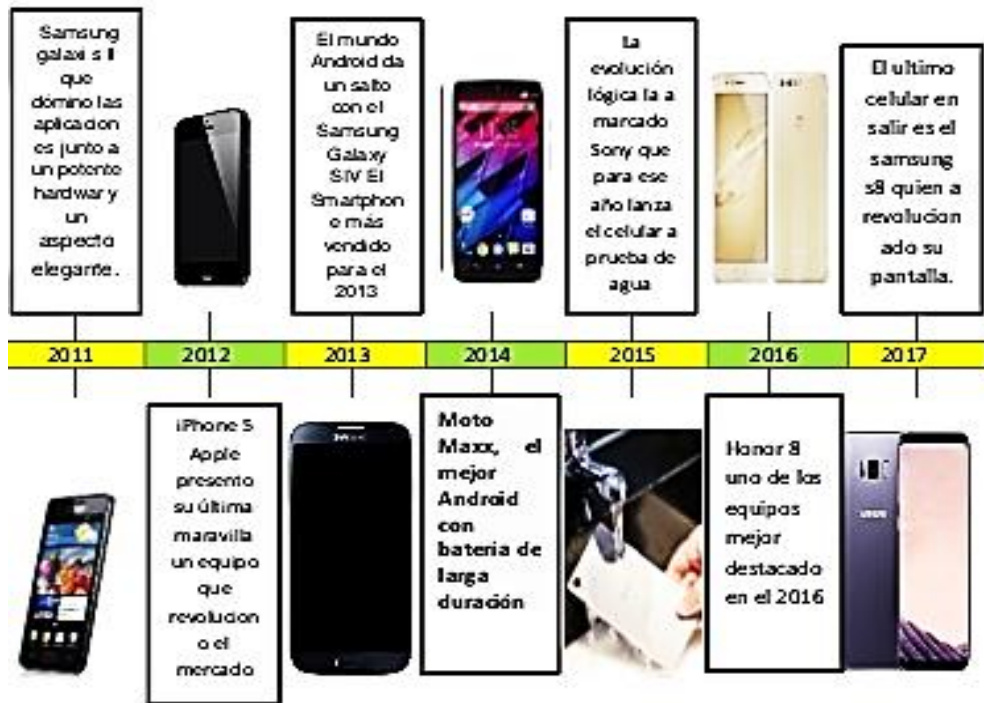 Samsung
galaxi s II
que
domino las
aplicacion
es junto a
un potente
hardwar y
un
aspecto
elegante.
El mundo
Android da
un salto
con el
Samsung
Galaxy
SIV El
Smartphon
e más
vendido
para el
2013
La
evolución
lógica la a
marcado
Sony que
para ese
año lanza
el celular a
prueba de
agua
El ultimo
celular en
salir es el
samsung
s8 quien a
revolucion
ado su
pantalla.
2011 2012 2013 2014 2015 2016 2017
iPhone 5
Apple
presento
su última
maravilla
un equipo
que
revolucion
o el
mercado
Moto
Maxx, el
mejor
Android
con
bateria de
larga
duración
Honor 8
uno de los
equipos
mejor
destacado
en el 2016